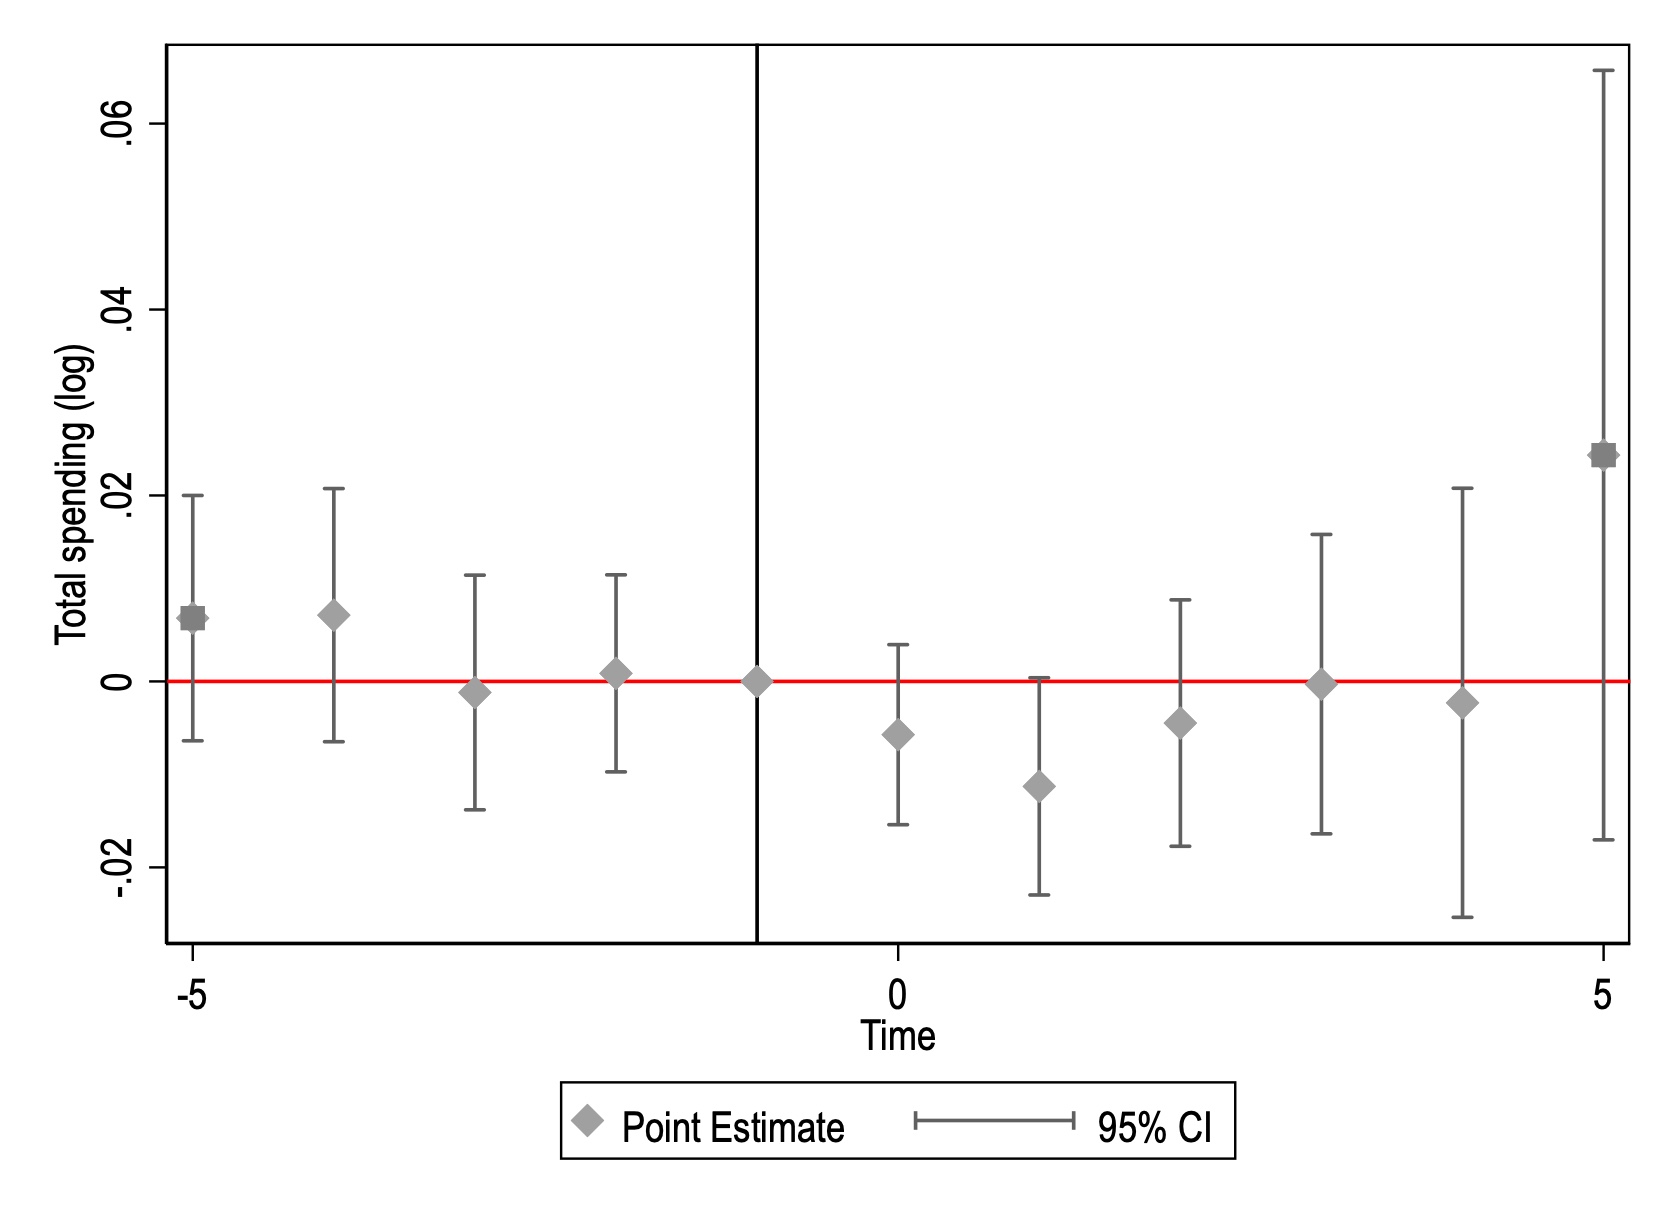 Total spending (log)
.06
.04
.02
0
-.02
-5 0 5
Time
Point Estimate 95% CI